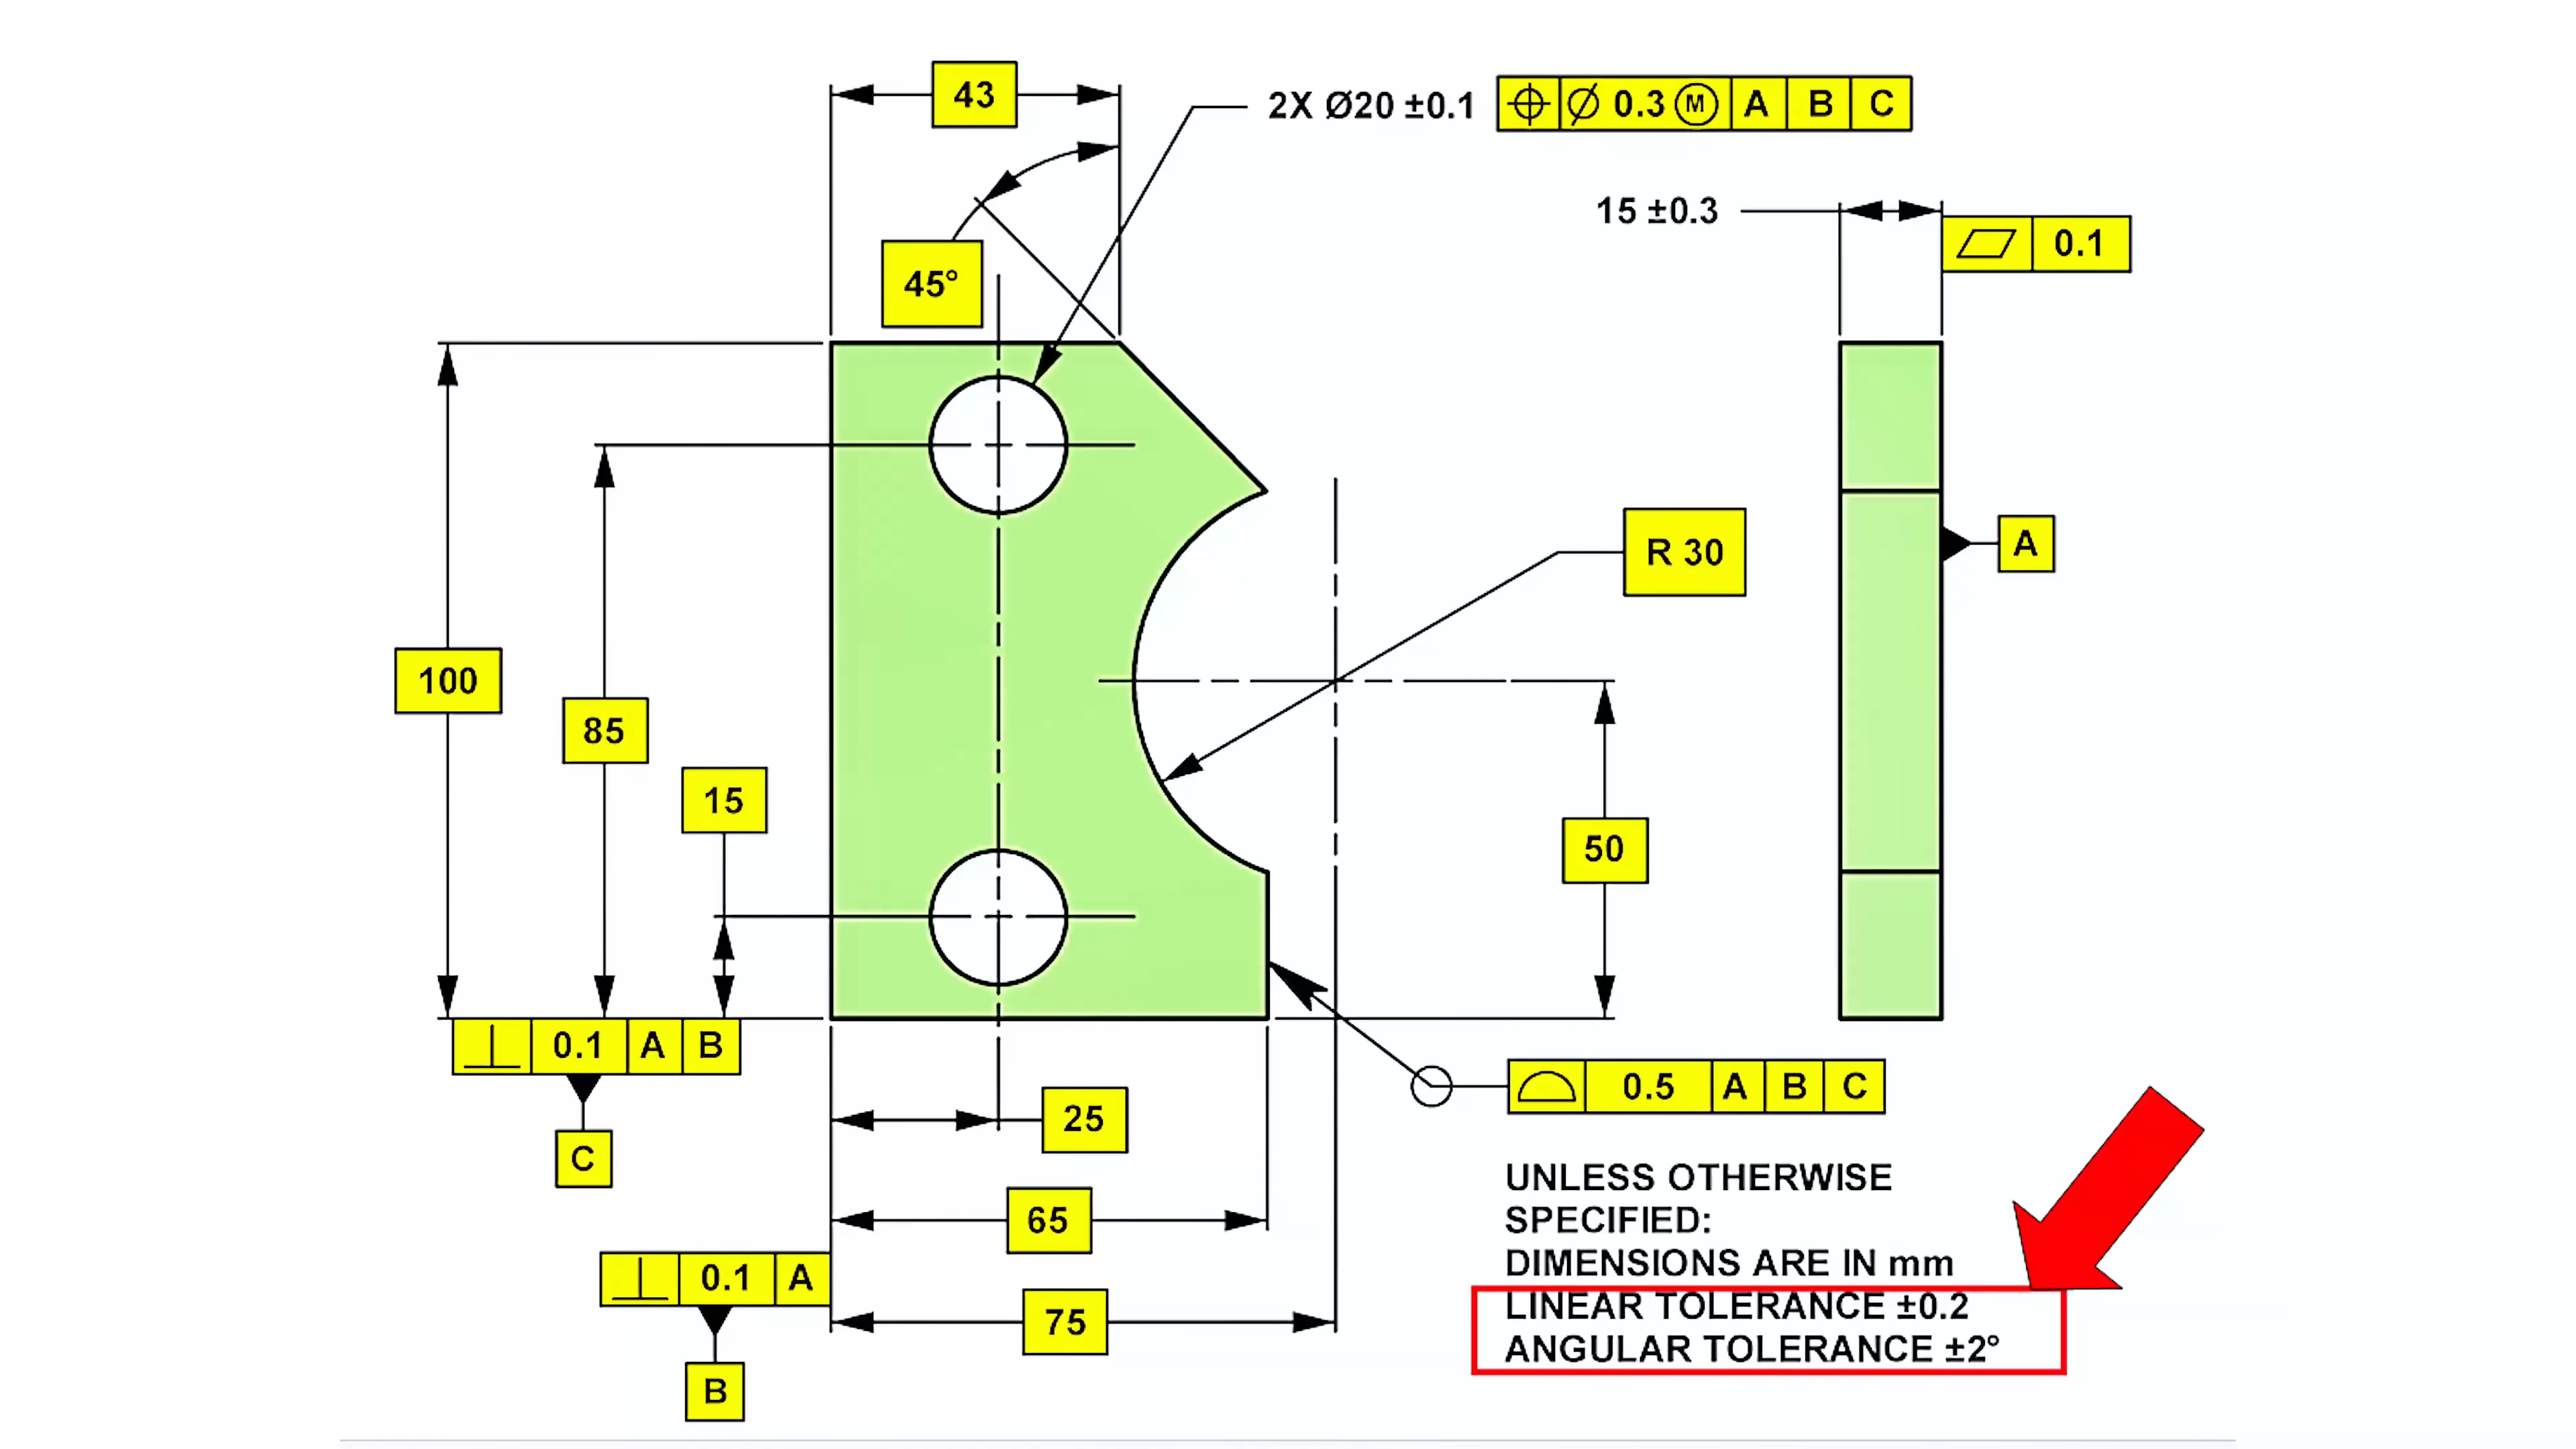 43
2X Ø20 ±0.1 ⌖ ⌀ 0.3 Ⓜ A B C
15 ±0.3
▱ 0.1
45°
R 30
A
100
85
15
50
⟂ 0.1 A B
C
⌓ 0.5 A B C
25
65
⟂ 0.1 A
B
75
UNLESS OTHERWISE
SPECIFIED:
DIMENSIONS ARE IN mm
LINEAR TOLERANCE ±0.2
ANGULAR TOLERANCE ±2°